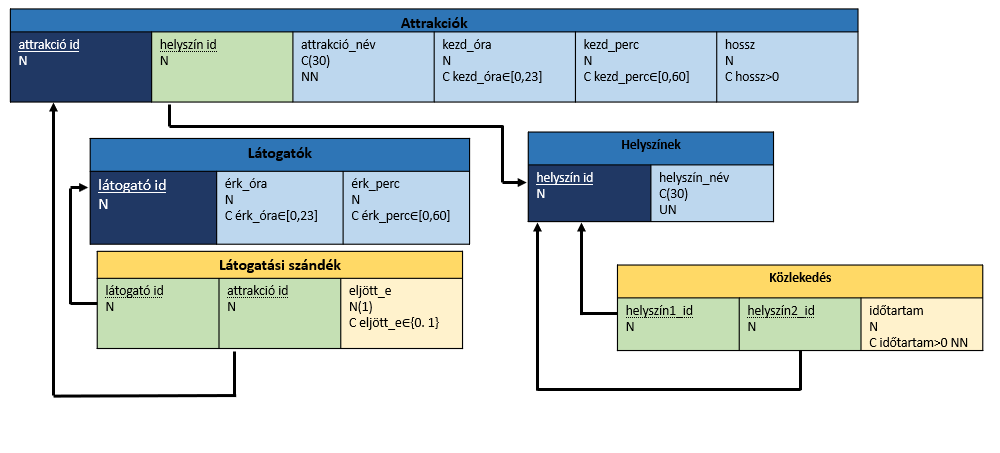 Attrakciók
attrakció id
N
helyszín id
N
attrakció_név
C(30)
NN
kezd_óra
N
C kezd_óra∈[0,23]
kezd_perc
N
C kezd_perc∈[0,60]
hossz
N
C hossz>0
Látogatók
látogató id
N
érk_óra
N
C érk_óra∈[0,23]
érk_perc
N
C érk_perc∈[0,60]
Helyszínek
helyszín id
N
helyszín_név
C(30)
UN
Látogatási szándék
látogató id
N
attrakció id
N
eljött_e
N(1)
C eljött_e∈{0. 1}
Közlekedés
helyszín1_id
N
helyszín2_id
N
időtartam
N
C időtartam>0 NN